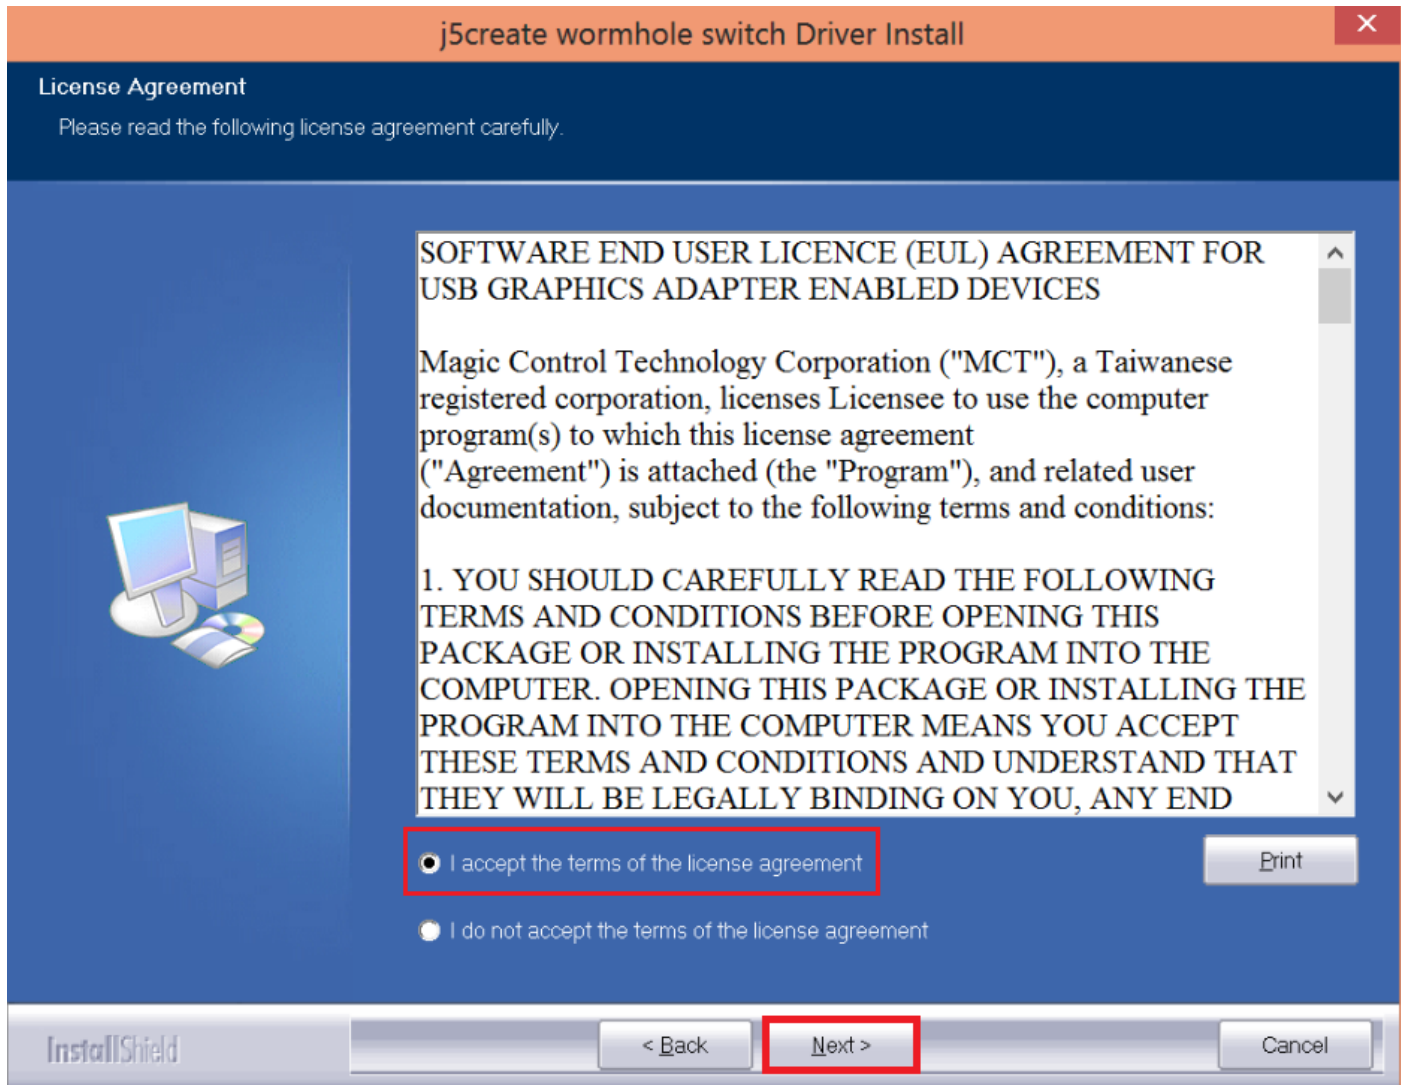 j5create wormhole switch Driver Install
License Agreement
Please read the following license agreement carefully.
SOFTWARE END USER LICENCE (EUL) AGREEMENT FOR
USB GRAPHICS ADAPTER ENABLED DEVICES
Magic Control Technology Corporation ("MCT"), a Taiwanese
registered corporation, licenses Licensee to use the computer
program(s) to which this license agreement
("Agreement") is attached (the "Program"), and related user
documentation, subject to the following terms and conditions:
1. YOU SHOULD CAREFULLY READ THE FOLLOWING
TERMS AND CONDITIONS BEFORE OPENING THIS
PACKAGE OR INSTALLING THE PROGRAM INTO THE
COMPUTER. OPENING THIS PACKAGE OR INSTALLING THE
PROGRAM INTO THE COMPUTER MEANS YOU ACCEPT
THESE TERMS AND CONDITIONS AND UNDERSTAND THAT
THEY WILL BE LEGALLY BINDING ON YOU, ANY END
I accept the terms of the license agreement
Print
I do not accept the terms of the license agreement
InstallShield
< Back
Next >
Cancel